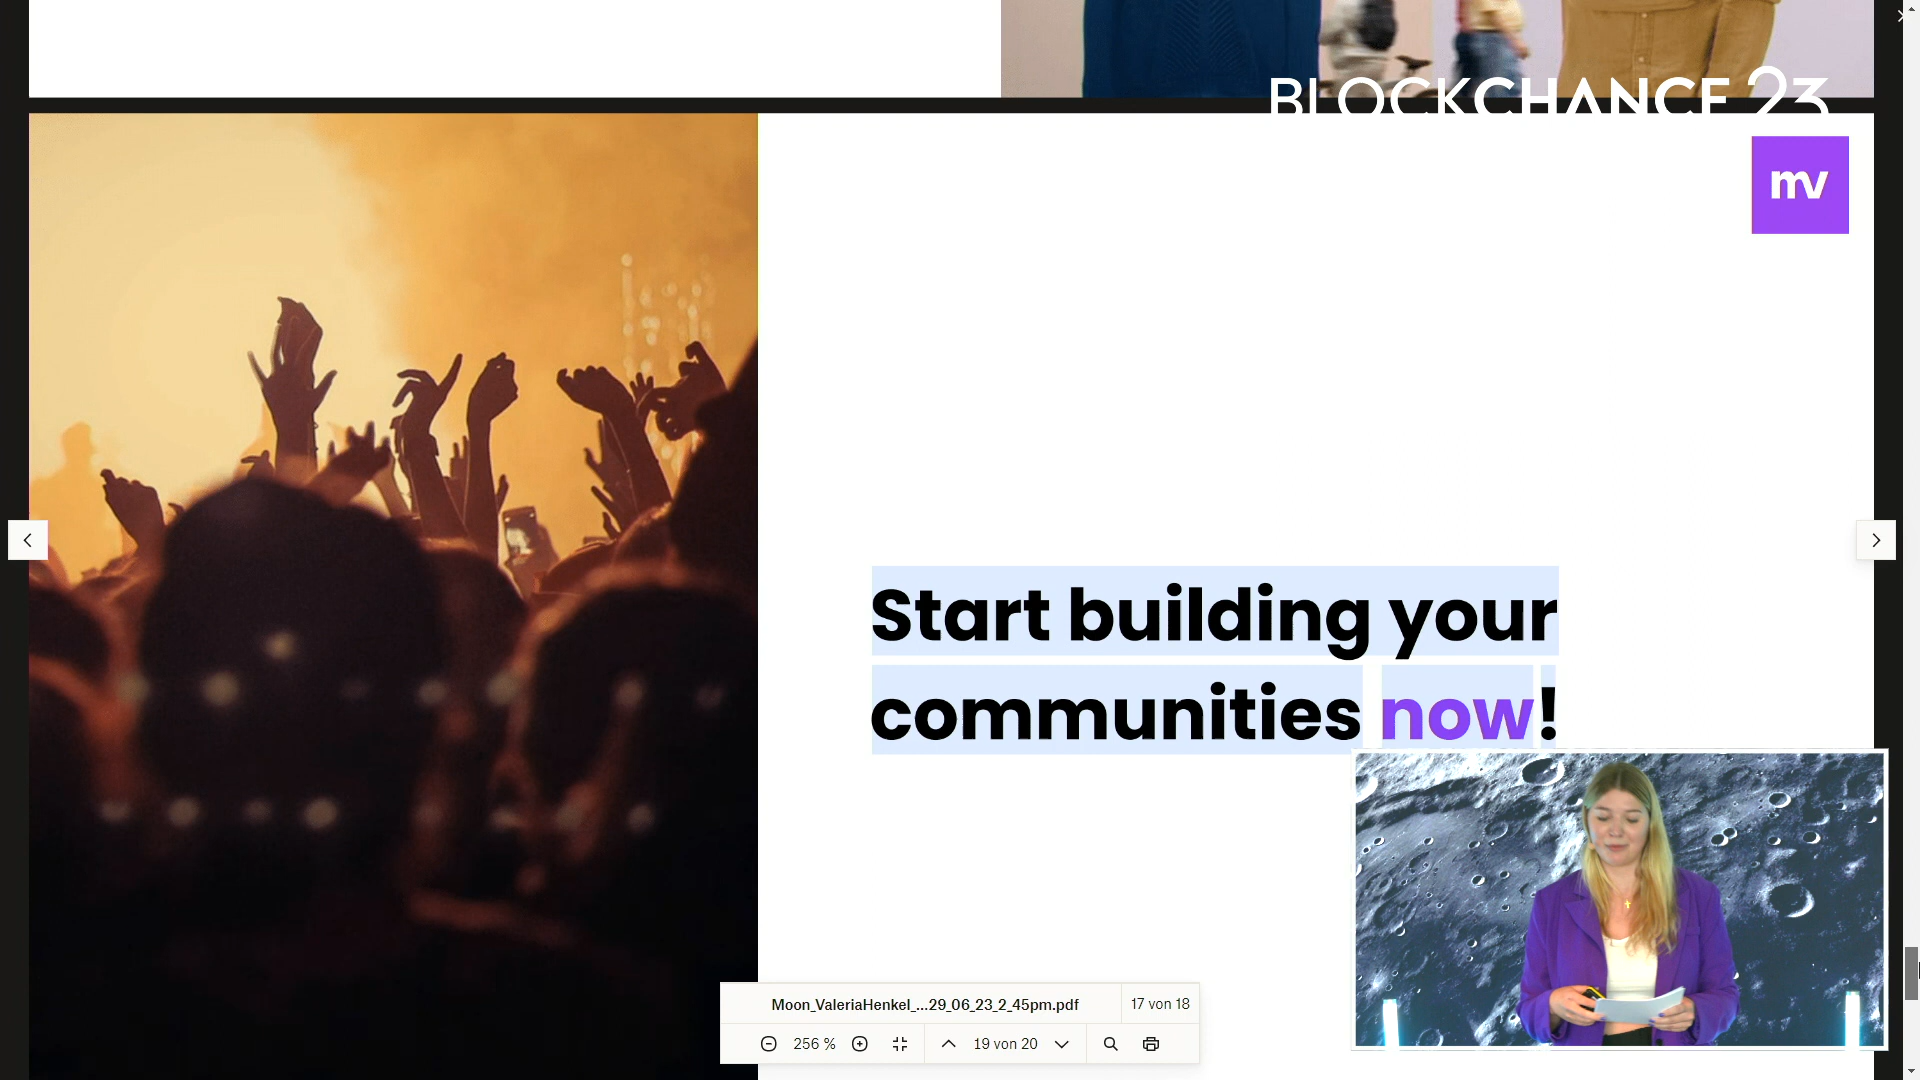 BLOCKCHANCE 23
mv
Start building your
communities now!
Moon_ValeriaHenkel_...29_06_23_2_45pm.pdf
17 von 18
256 %
19 von 20